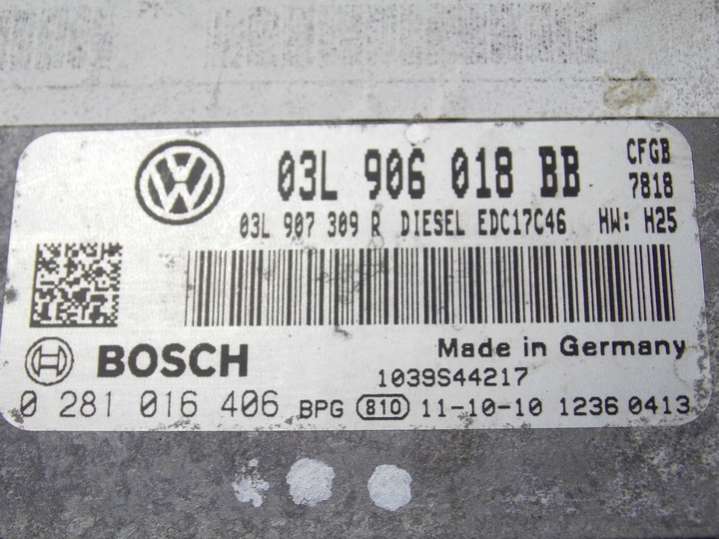 03L 906 018 BB CFGB
7818
03L 907 309 R DIESEL EDC17C46 HW: H25
BOSCH Made in Germany
1039S44217
0 281 016 406 BPG 810 11-10-10 1236 0413